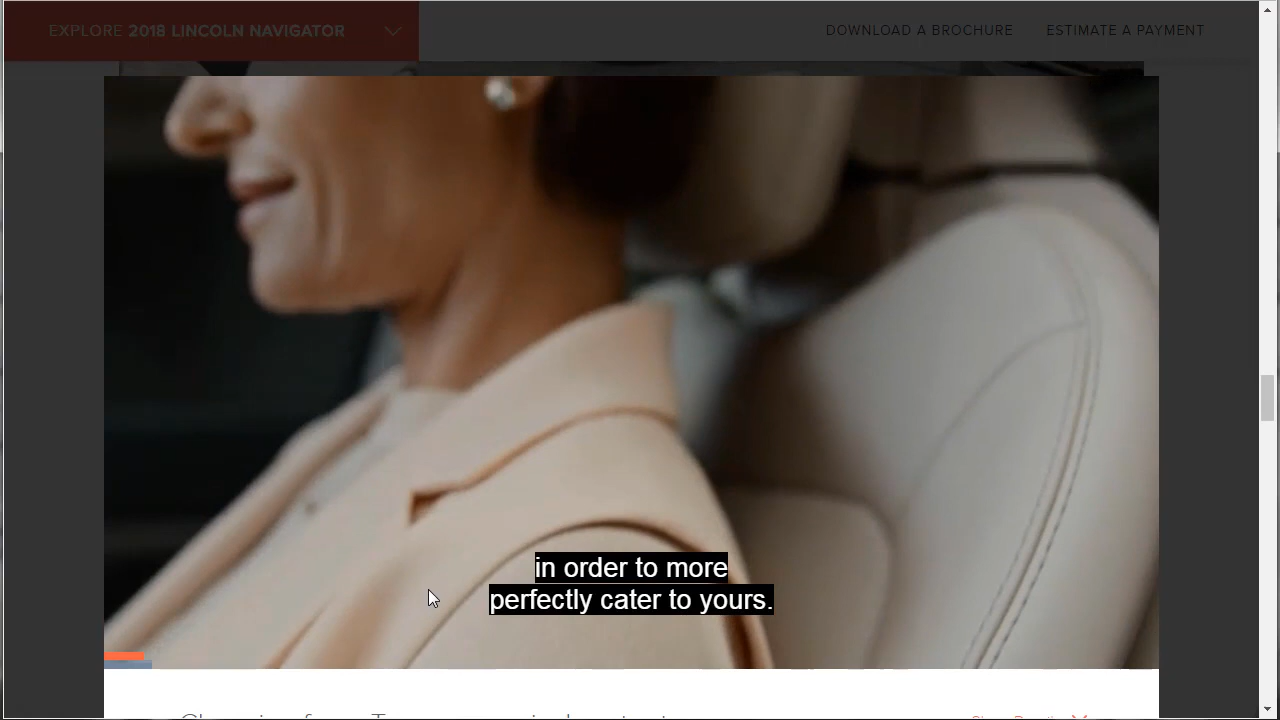 EXPLORE 2018 LINCOLN NAVIGATOR
DOWNLOAD A BROCHURE
ESTIMATE A PAYMENT
in order to more
perfectly cater to yours.